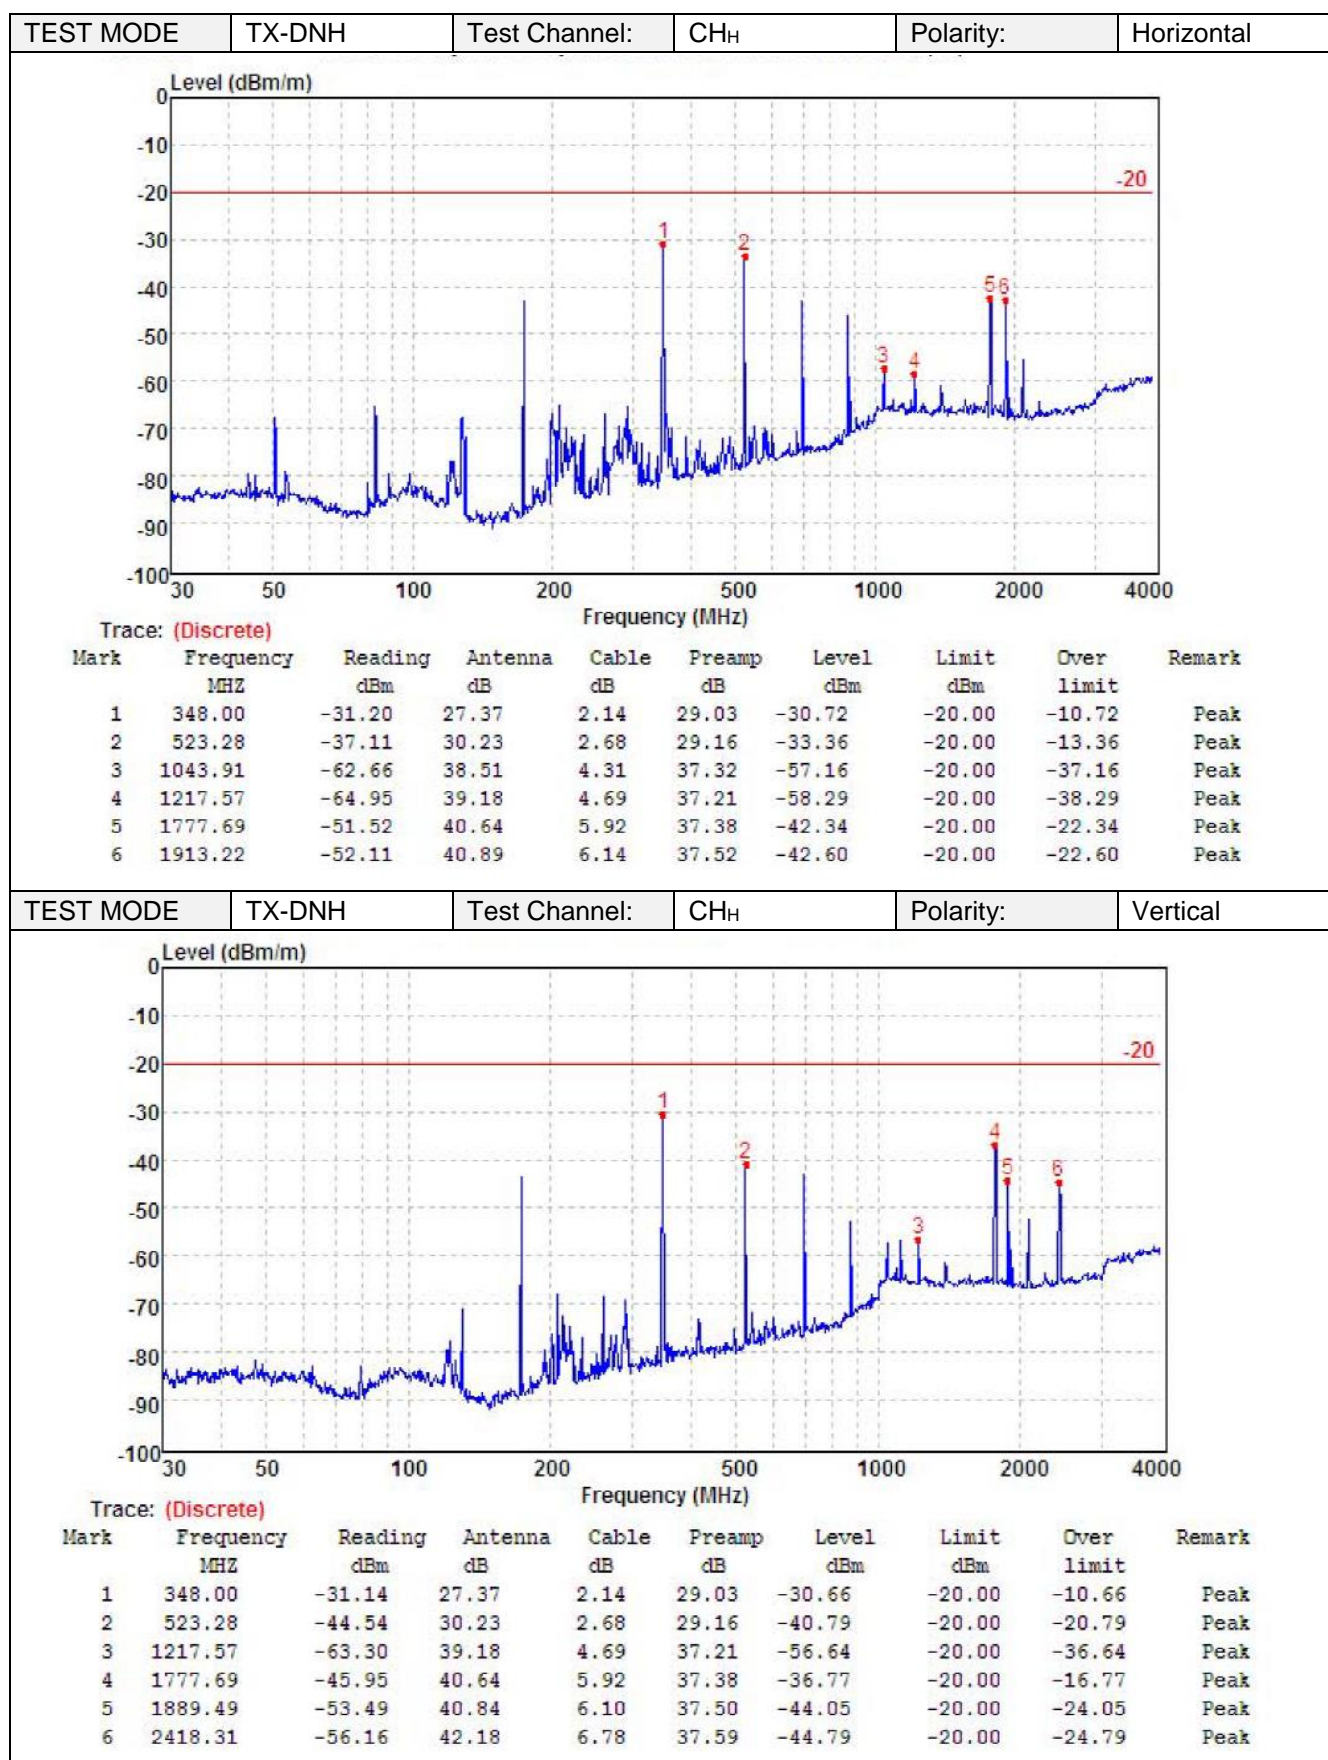 TEST MODE TX-DNH Test Channel: CHH Polarity: Horizontal
Level (dBm/m)
0
-10
-20 -20
-30 1
2
-40 5 6
-50
3 4
-60
-70
-80
-90
-100
30 50 100 200 500 1000 2000 4000
Frequency (MHz)
Trace: (Discrete)
Mark Frequency Reading Antenna Cable Preamp Level Limit Over Remark
MHZ dBm dB dB dB dBm dBm limit
1 348.00 -31.20 27.37 2.14 29.03 -30.72 -20.00 -10.72 Peak
2 523.28 -37.11 30.23 2.68 29.16 -33.36 -20.00 -13.36 Peak
3 1043.91 -62.66 38.51 4.31 37.32 -57.16 -20.00 -37.16 Peak
4 1217.57 -64.95 39.18 4.69 37.21 -58.29 -20.00 -38.29 Peak
5 1777.69 -51.52 40.64 5.92 37.38 -42.34 -20.00 -22.34 Peak
6 1913.22 -52.11 40.89 6.14 37.52 -42.60 -20.00 -22.60 Peak
TEST MODE TX-DNH Test Channel: CHH Polarity: Vertical
Level (dBm/m)
0
-10
-20 -20
-30 1
-40 2 4
5 6
-50
3
-60
-70
-80
-90
-100
30 50 100 200 500 1000 2000 4000
Frequency (MHz)
Trace: (Discrete)
Mark Frequency Reading Antenna Cable Preamp Level Limit Over Remark
MHZ dBm dB dB dB dBm dBm limit
1 348.00 -31.14 27.37 2.14 29.03 -30.66 -20.00 -10.66 Peak
2 523.28 -44.54 30.23 2.68 29.16 -40.79 -20.00 -20.79 Peak
3 1217.57 -63.30 39.18 4.69 37.21 -56.64 -20.00 -36.64 Peak
4 1777.69 -45.95 40.64 5.92 37.38 -36.77 -20.00 -16.77 Peak
5 1889.49 -53.49 40.84 6.10 37.50 -44.05 -20.00 -24.05 Peak
6 2418.31 -56.16 42.18 6.78 37.59 -44.79 -20.00 -24.79 Peak